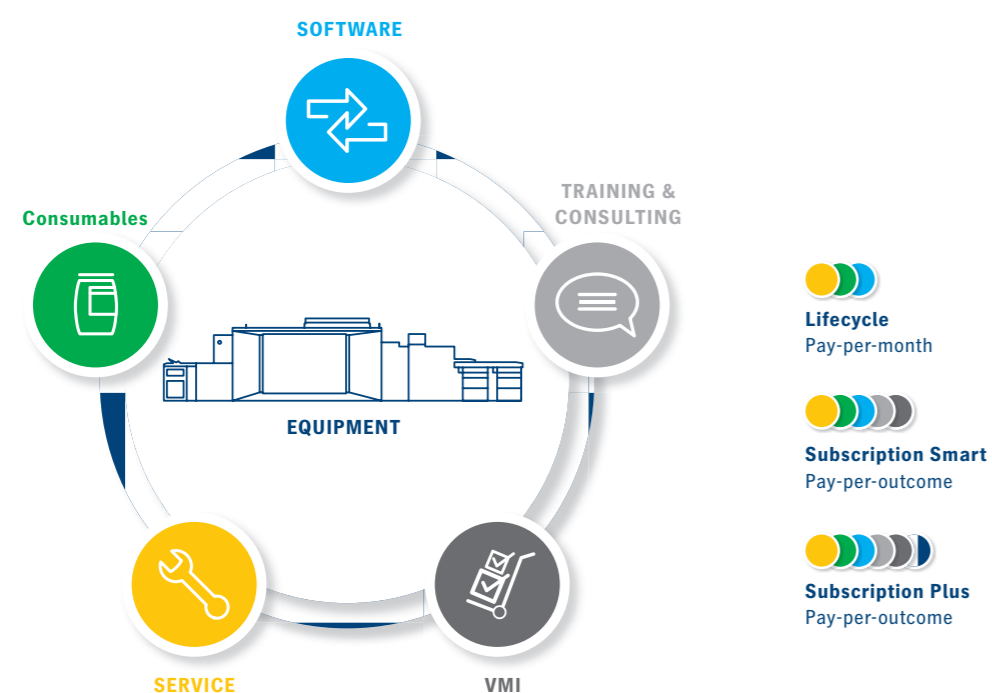 SOFTWARE
TRAINING &
CONSULTING
Consumables
EQUIPMENT
SERVICE
VMI
Lifecycle
Pay-per-month
Subscription Smart
Pay-per-outcome
Subscription Plus
Pay-per-outcome